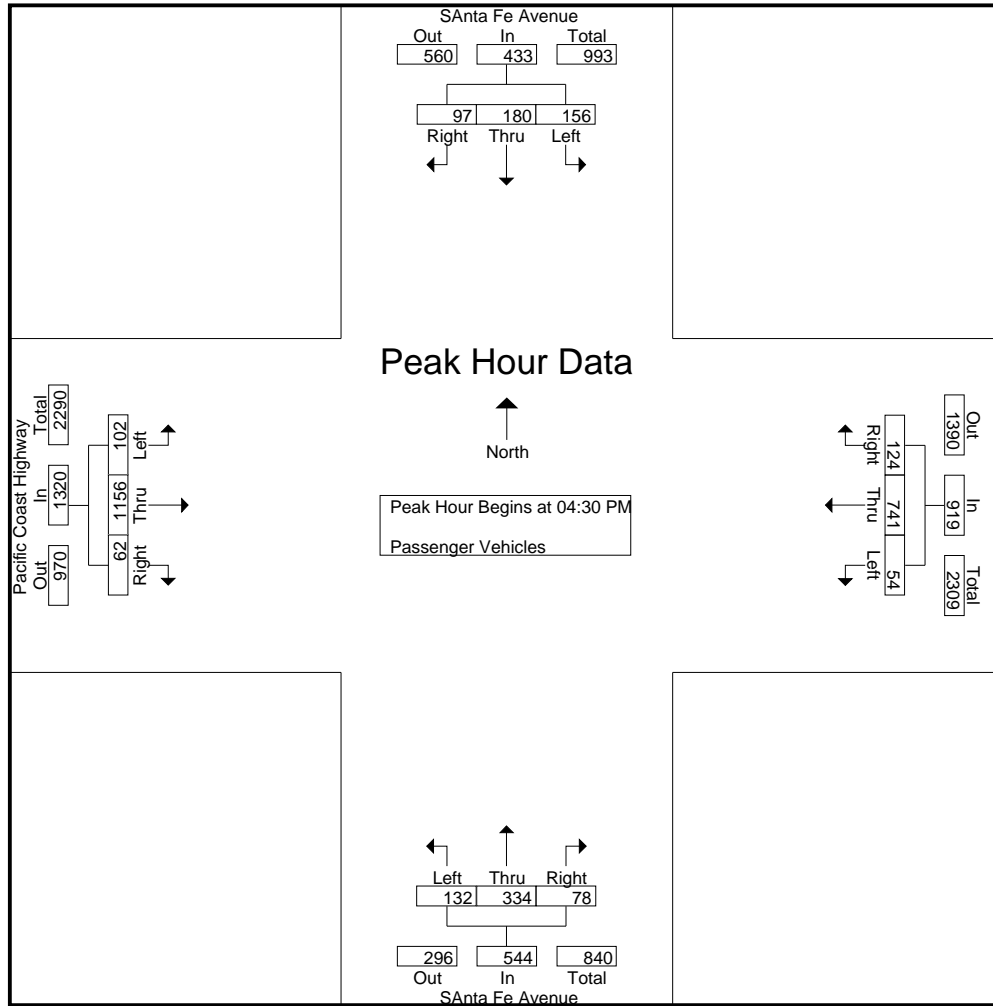 SAnta Fe Avenue
Out In Total
560 433 993
97 180 156
Right Thru Left
Peak Hour Data
North
Peak Hour Begins at 04:30 PM
Passenger Vehicles
Pacific Coast Highway
Out In Total
970 1320 2290
62 1156 102
Right Thru Left
Out In Total
1390 919 2309
124 741 54
Right Thru Left
Left Thru Right
132 334 78
296 544 840
Out In Total
SAnta Fe Avenue